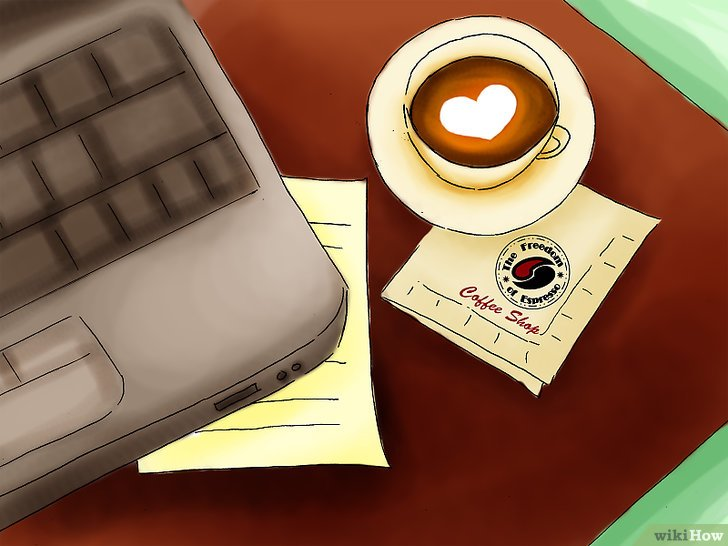 The Freedom
of Espresso
Coffee Shop
wikiHow